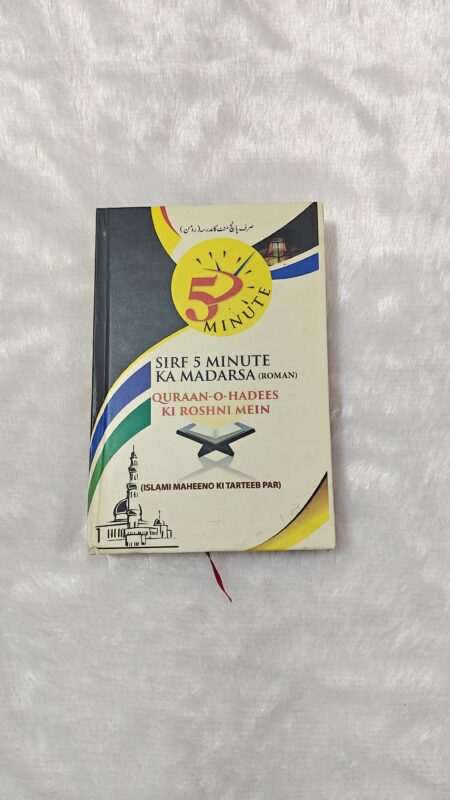 صرف پانچ منٹ کا مدرسہ (رومن)
5
MINUTE
SIRF 5 MINUTE
KA MADARSA (ROMAN)
QURAAN-O-HADEES
KI ROSHNI MEIN
(ISLAMI MAHEENO KI TARTEEB PAR)